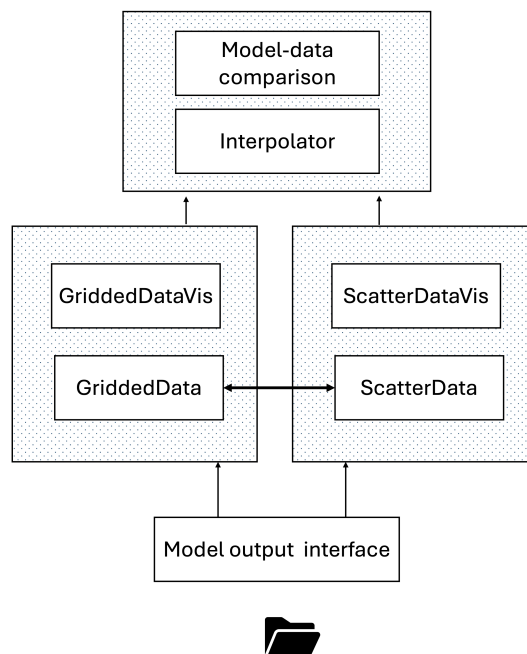 Model-data
comparison
Interpolator
GriddedDataVis
ScatterDataVis
GriddedData
ScatterData
Model output interface